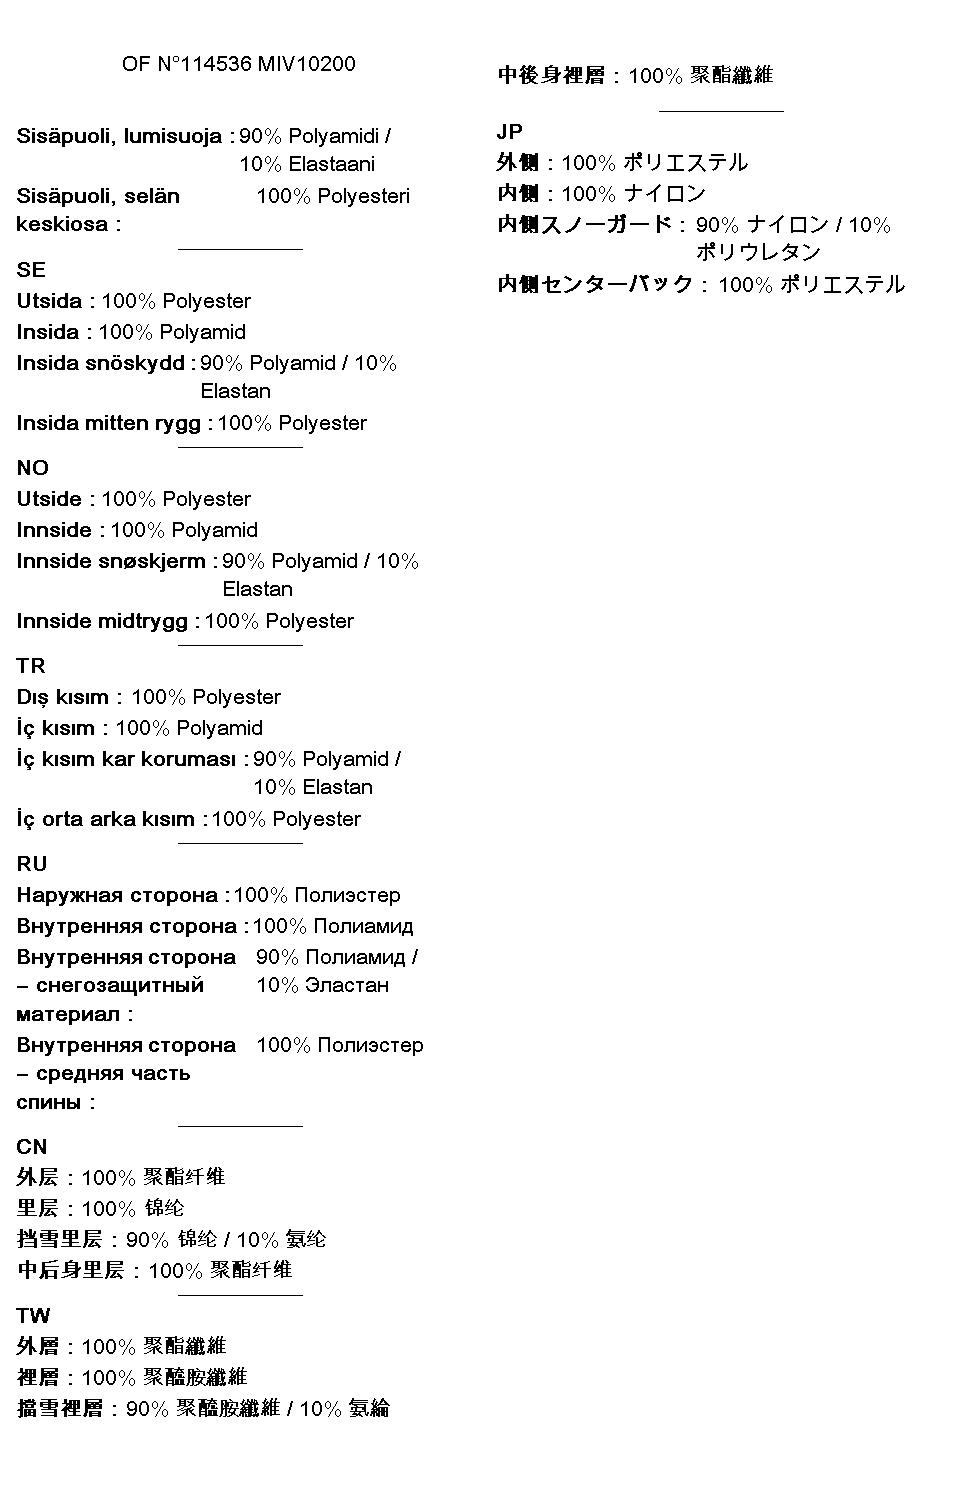 OF N°114536 MIV10200
Sisäpuoli, lumisuoja : 90% Polyamidi /
10% Elastaani
Sisäpuoli, selän 100% Polyesteri
keskiosa :
SE
Utsida : 100% Polyester
Insida : 100% Polyamid
Insida snöskydd : 90% Polyamid / 10%
Elastan
Insida mitten rygg : 100% Polyester
NO
Utside : 100% Polyester
Innside : 100% Polyamid
Innside snøskjerm : 90% Polyamid / 10%
Elastan
Innside midtrygg : 100% Polyester
TR
Dış kısım : 100% Polyester
İç kısım : 100% Polyamid
İç kısım kar koruması : 90% Polyamid /
10% Elastan
İç orta arka kısım : 100% Polyester
RU
Наружная сторона : 100% Полиэстер
Внутренняя сторона : 100% Полиамид
Внутренняя сторона 90% Полиамид /
– снегозащитный 10% Эластан
материал :
Внутренняя сторона 100% Полиэстер
– средняя часть
спины :
CN
外层 : 100% 聚酯纤维
里层 : 100% 锦纶
挡雪里层 : 90% 锦纶 / 10% 氨纶
中后身里层 : 100% 聚酯纤维
TW
外層 : 100% 聚酯纖維
裡層 : 100% 聚醯胺纖維
擋雪裡層 : 90% 聚醯胺纖維 / 10% 氨綸
中後身裡層 : 100% 聚酯纖維
JP
外側 : 100% ポリエステル
内側 : 100% ナイロン
内側スノーガード : 90% ナイロン / 10%
ポリウレタン
内側センターバック : 100% ポリエステル